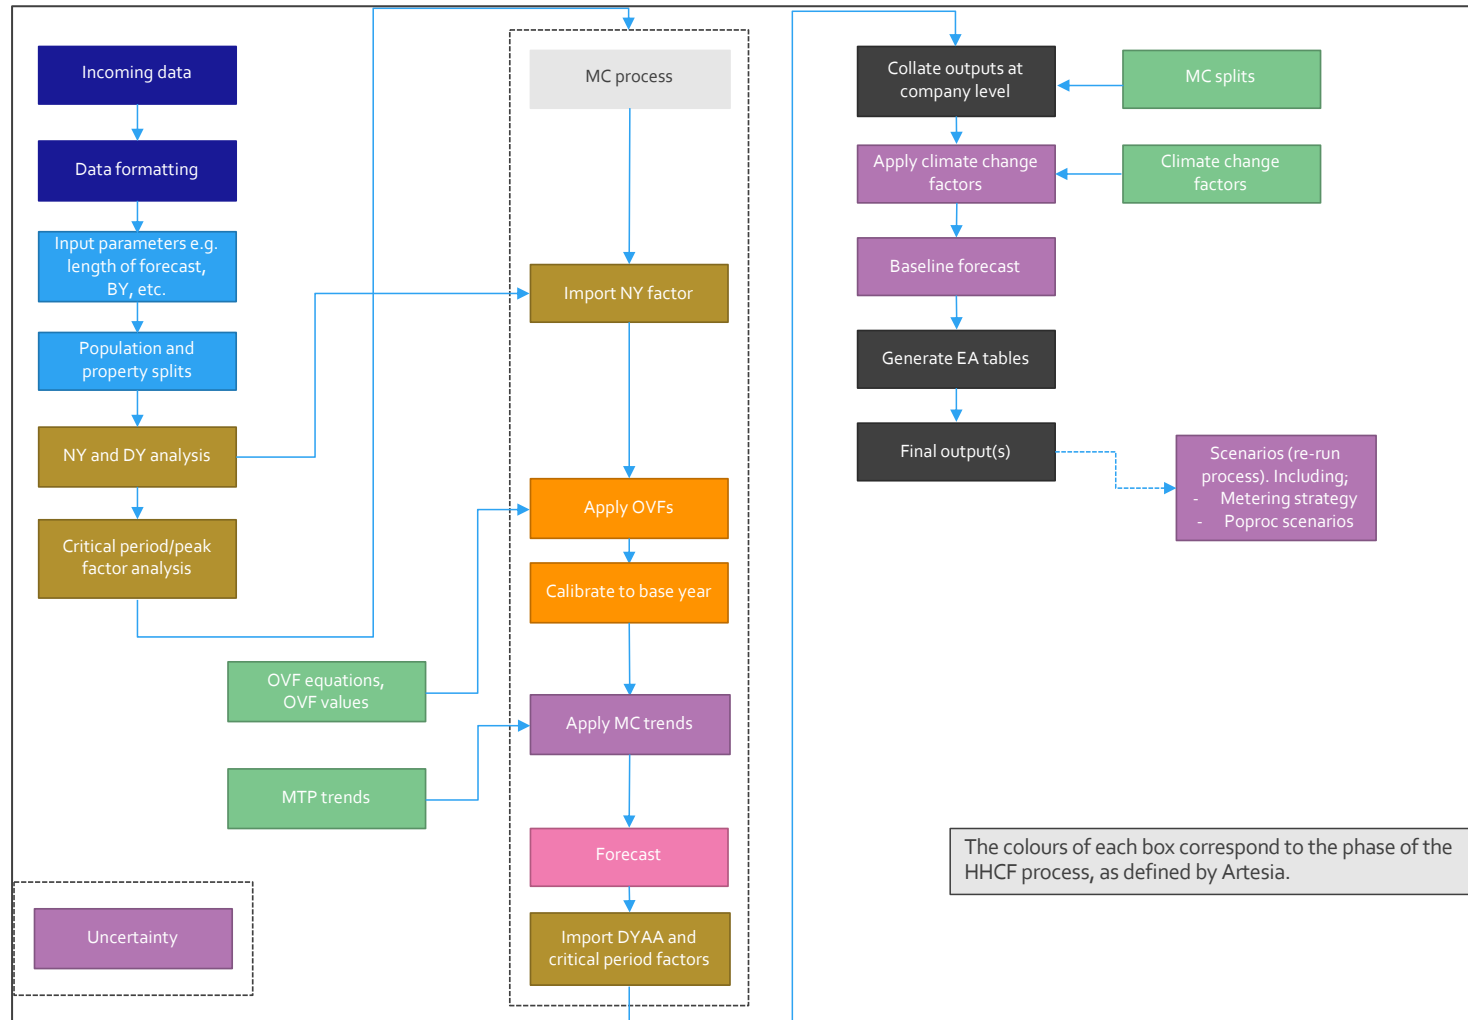 Incoming data
Data formatting
Input parameters e.g.
length of forecast,
BY, etc.
Population and
property splits
NY and DY analysis
Critical period/peak
factor analysis
OVF equations,
OVF values
MTP trends
Uncertainty
MC process
Import NY factor
Apply OVFs
Calibrate to base year
Apply MC trends
Forecast
Import DYAA and
critical period factors
Collate outputs at
company level
MC splits
Apply climate change
factors
Climate change
factors
Baseline forecast
Generate EA tables
Final output(s)
Scenarios (re-run
process). Including;
- Metering strategy
- Poproc scenarios
The colours of each box correspond to the phase of the
HHCF process, as defined by Artesia.